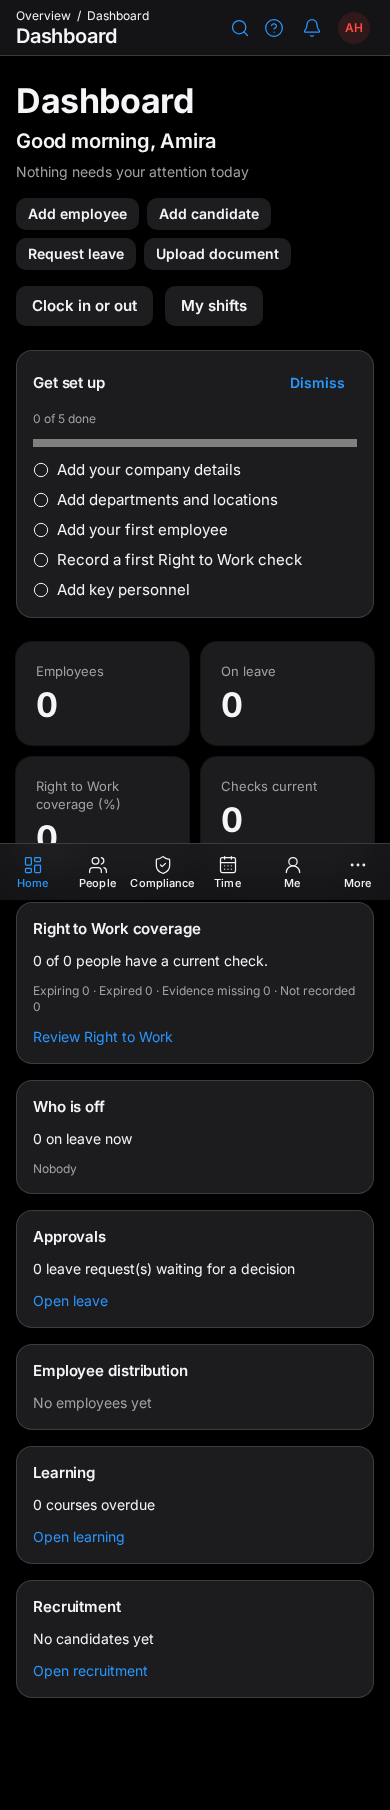 Overview / Dashboard
Dashboard
AH
Dashboard
Good morning, Amira
Nothing needs your attention today
Add employee
Add candidate
Request leave
Upload document
Clock in or out
My shifts
Get set up
Dismiss
0 of 5 done
Add your company details
Add departments and locations
Add your first employee
Record a first Right to Work check
Add key personnel
Employees
0
On leave
0
Right to Work
coverage (%)
0
Checks current
0
Home
People
Compliance
Time
Me
More
Right to Work coverage
0 of 0 people have a current check.
Expiring 0 · Expired 0 · Evidence missing 0 · Not recorded
0
Review Right to Work
Who is off
0 on leave now
Nobody
Approvals
0 leave request(s) waiting for a decision
Open leave
Employee distribution
No employees yet
Learning
0 courses overdue
Open learning
Recruitment
No candidates yet
Open recruitment